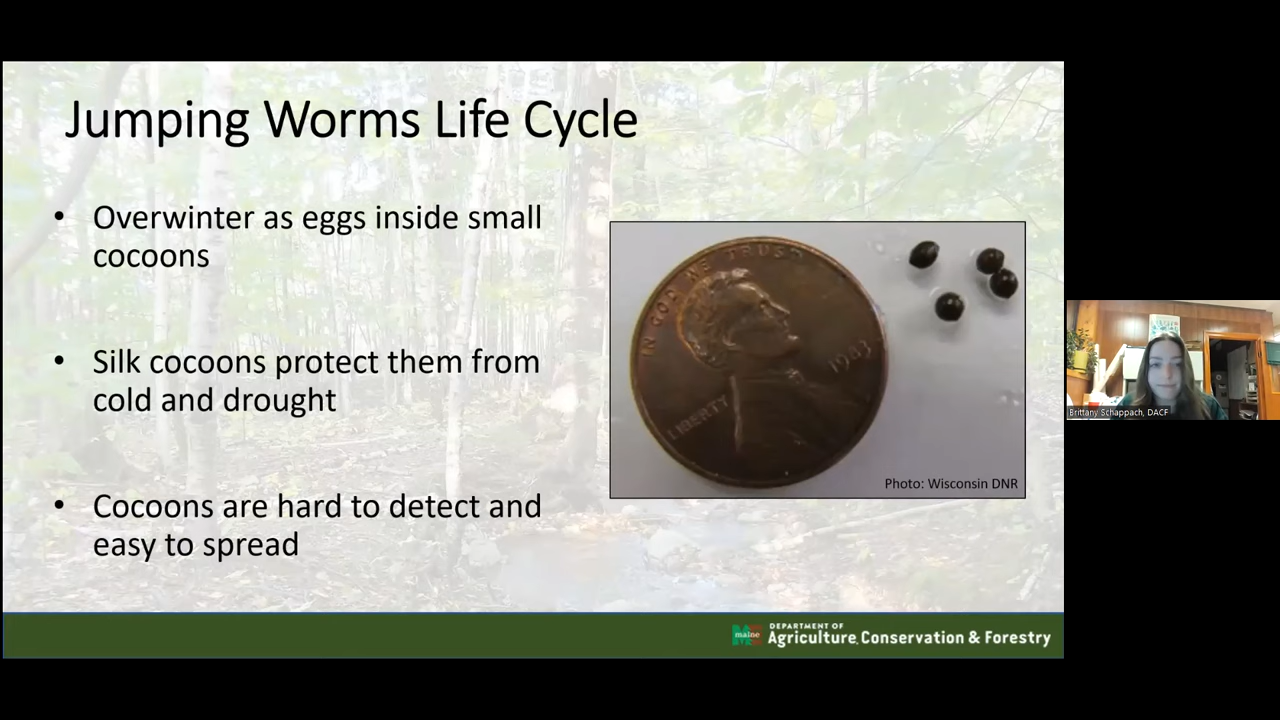 Jumping Worms Life Cycle
• Overwinter as eggs inside small
cocoons
• Silk cocoons protect them from
cold and drought
• Cocoons are hard to detect and
easy to spread
IN GOD WE TRUST
LIBERTY
1983
Photo: Wisconsin DNR
Brittany Schappach, DACF
maine
DEPARTMENT OF
Agriculture, Conservation & Forestry